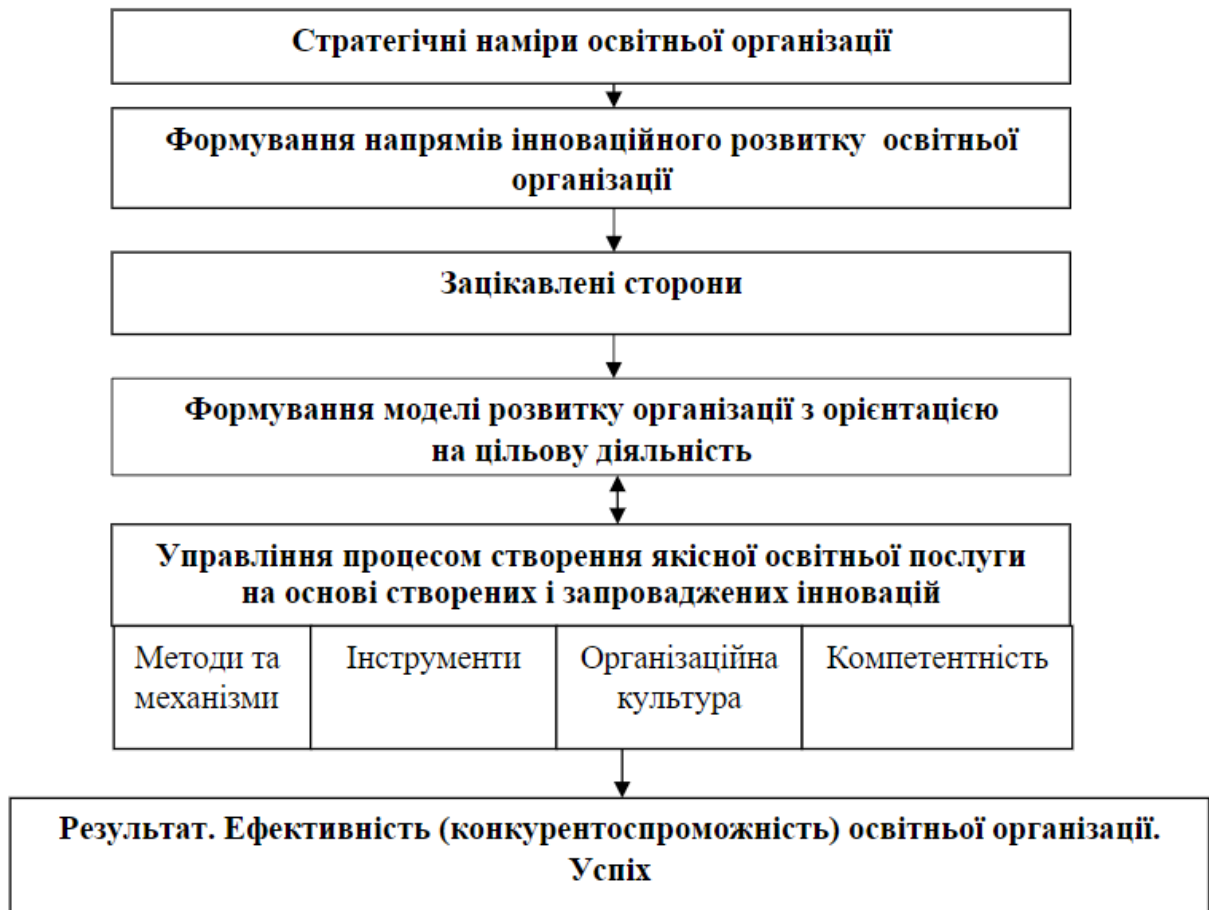 Стратегічні наміри освітньої організації
Формування напрямів інноваційного розвитку освітньої
організації
Зацікавлені сторони
Формування моделі розвитку організації з орієнтацією
на цільову діяльність
Управління процесом створення якісної освітньої послуги
на основі створених і запроваджених інновацій
Методи та
механізми
Інструменти
Організаційна
культура
Компетентність
Результат. Ефективність (конкурентоспроможність) освітньої організації.
Успіх